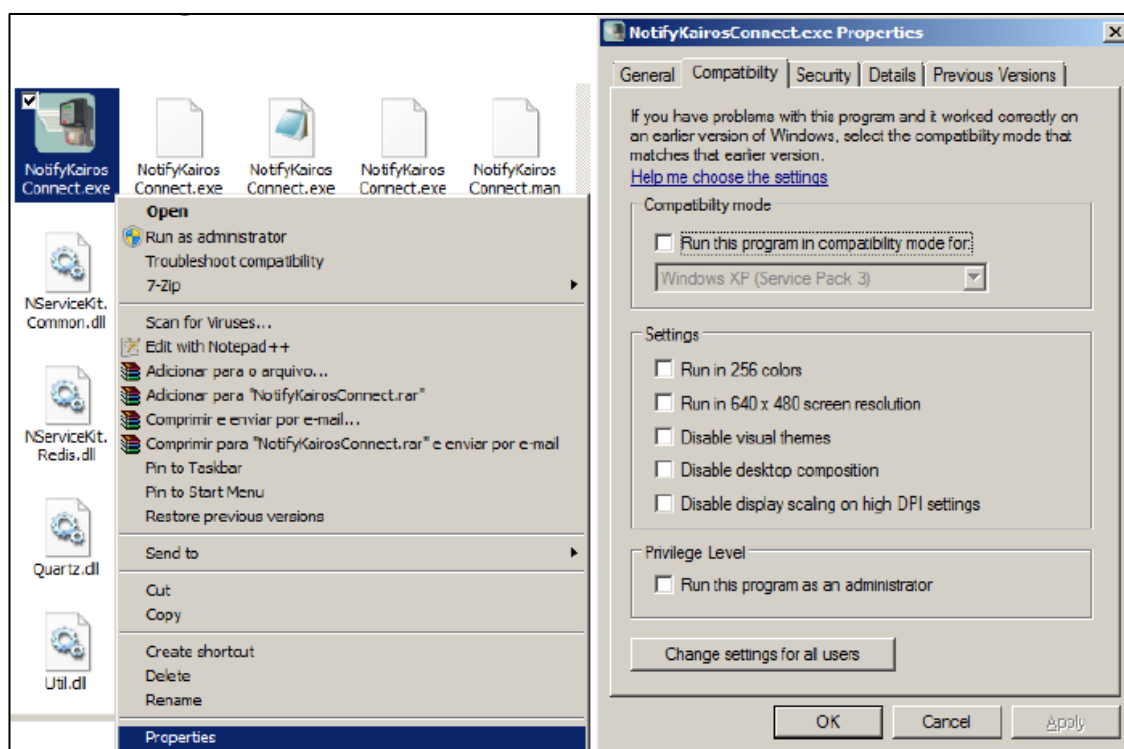 NotifyKairos
Connect.exe
NotifyKairos
Connect.exe
NotifyKairos
Connect.exe
NotifyKairos
Connect.exe
NotifyKairos
Connect.man
NServiceKit.
Common.dll
NServiceKit.
Redis.dll
Quartz.dll
Util.dll
Open
Run as administrator
Troubleshoot compatibility
7-Zip
Scan for Viruses...
Edit with Notepad++
Adicionar para o arquivo...
Adicionar para "NotifyKairosConnect.rar"
Comprimir e enviar por e-mail...
Comprimir para "NotifyKairosConnect.rar" e enviar por e-mail
Pin to Taskbar
Pin to Start Menu
Restore previous versions
Send to
Cut
Copy
Create shortcut
Delete
Rename
Properties
NotifyKairosConnect.exe Properties
General Compatibility Security Details Previous Versions
If you have problems with this program and it worked correctly on
an earlier version of Windows, select the compatibility mode that
matches that earlier version.
Help me choose the settings
Compatibility mode
Run this program in compatibility mode for:
Windows XP (Service Pack 3)
Settings
Run in 256 colors
Run in 640 x 480 screen resolution
Disable visual themes
Disable desktop composition
Disable display scaling on high DPI settings
Privilege Level
Run this program as an administrator
Change settings for all users
OK Cancel Apply